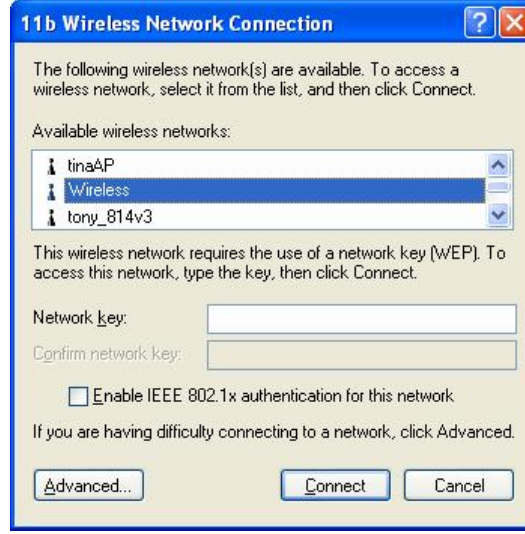 11b Wireless Network Connection
The following wireless network(s) are available. To access a
wireless network, select it from the list, and then click Connect.
Available wireless networks:
tinaAP
Wireless
tony_814v3
This wireless network requires the use of a network key (WEP). To
access this network, type the key, then click Connect.
Network key:
Confirm network key:
Enable IEEE 802.1x authentication for this network
If you are having difficulty connecting to a network, click Advanced.
Advanced... Connect Cancel